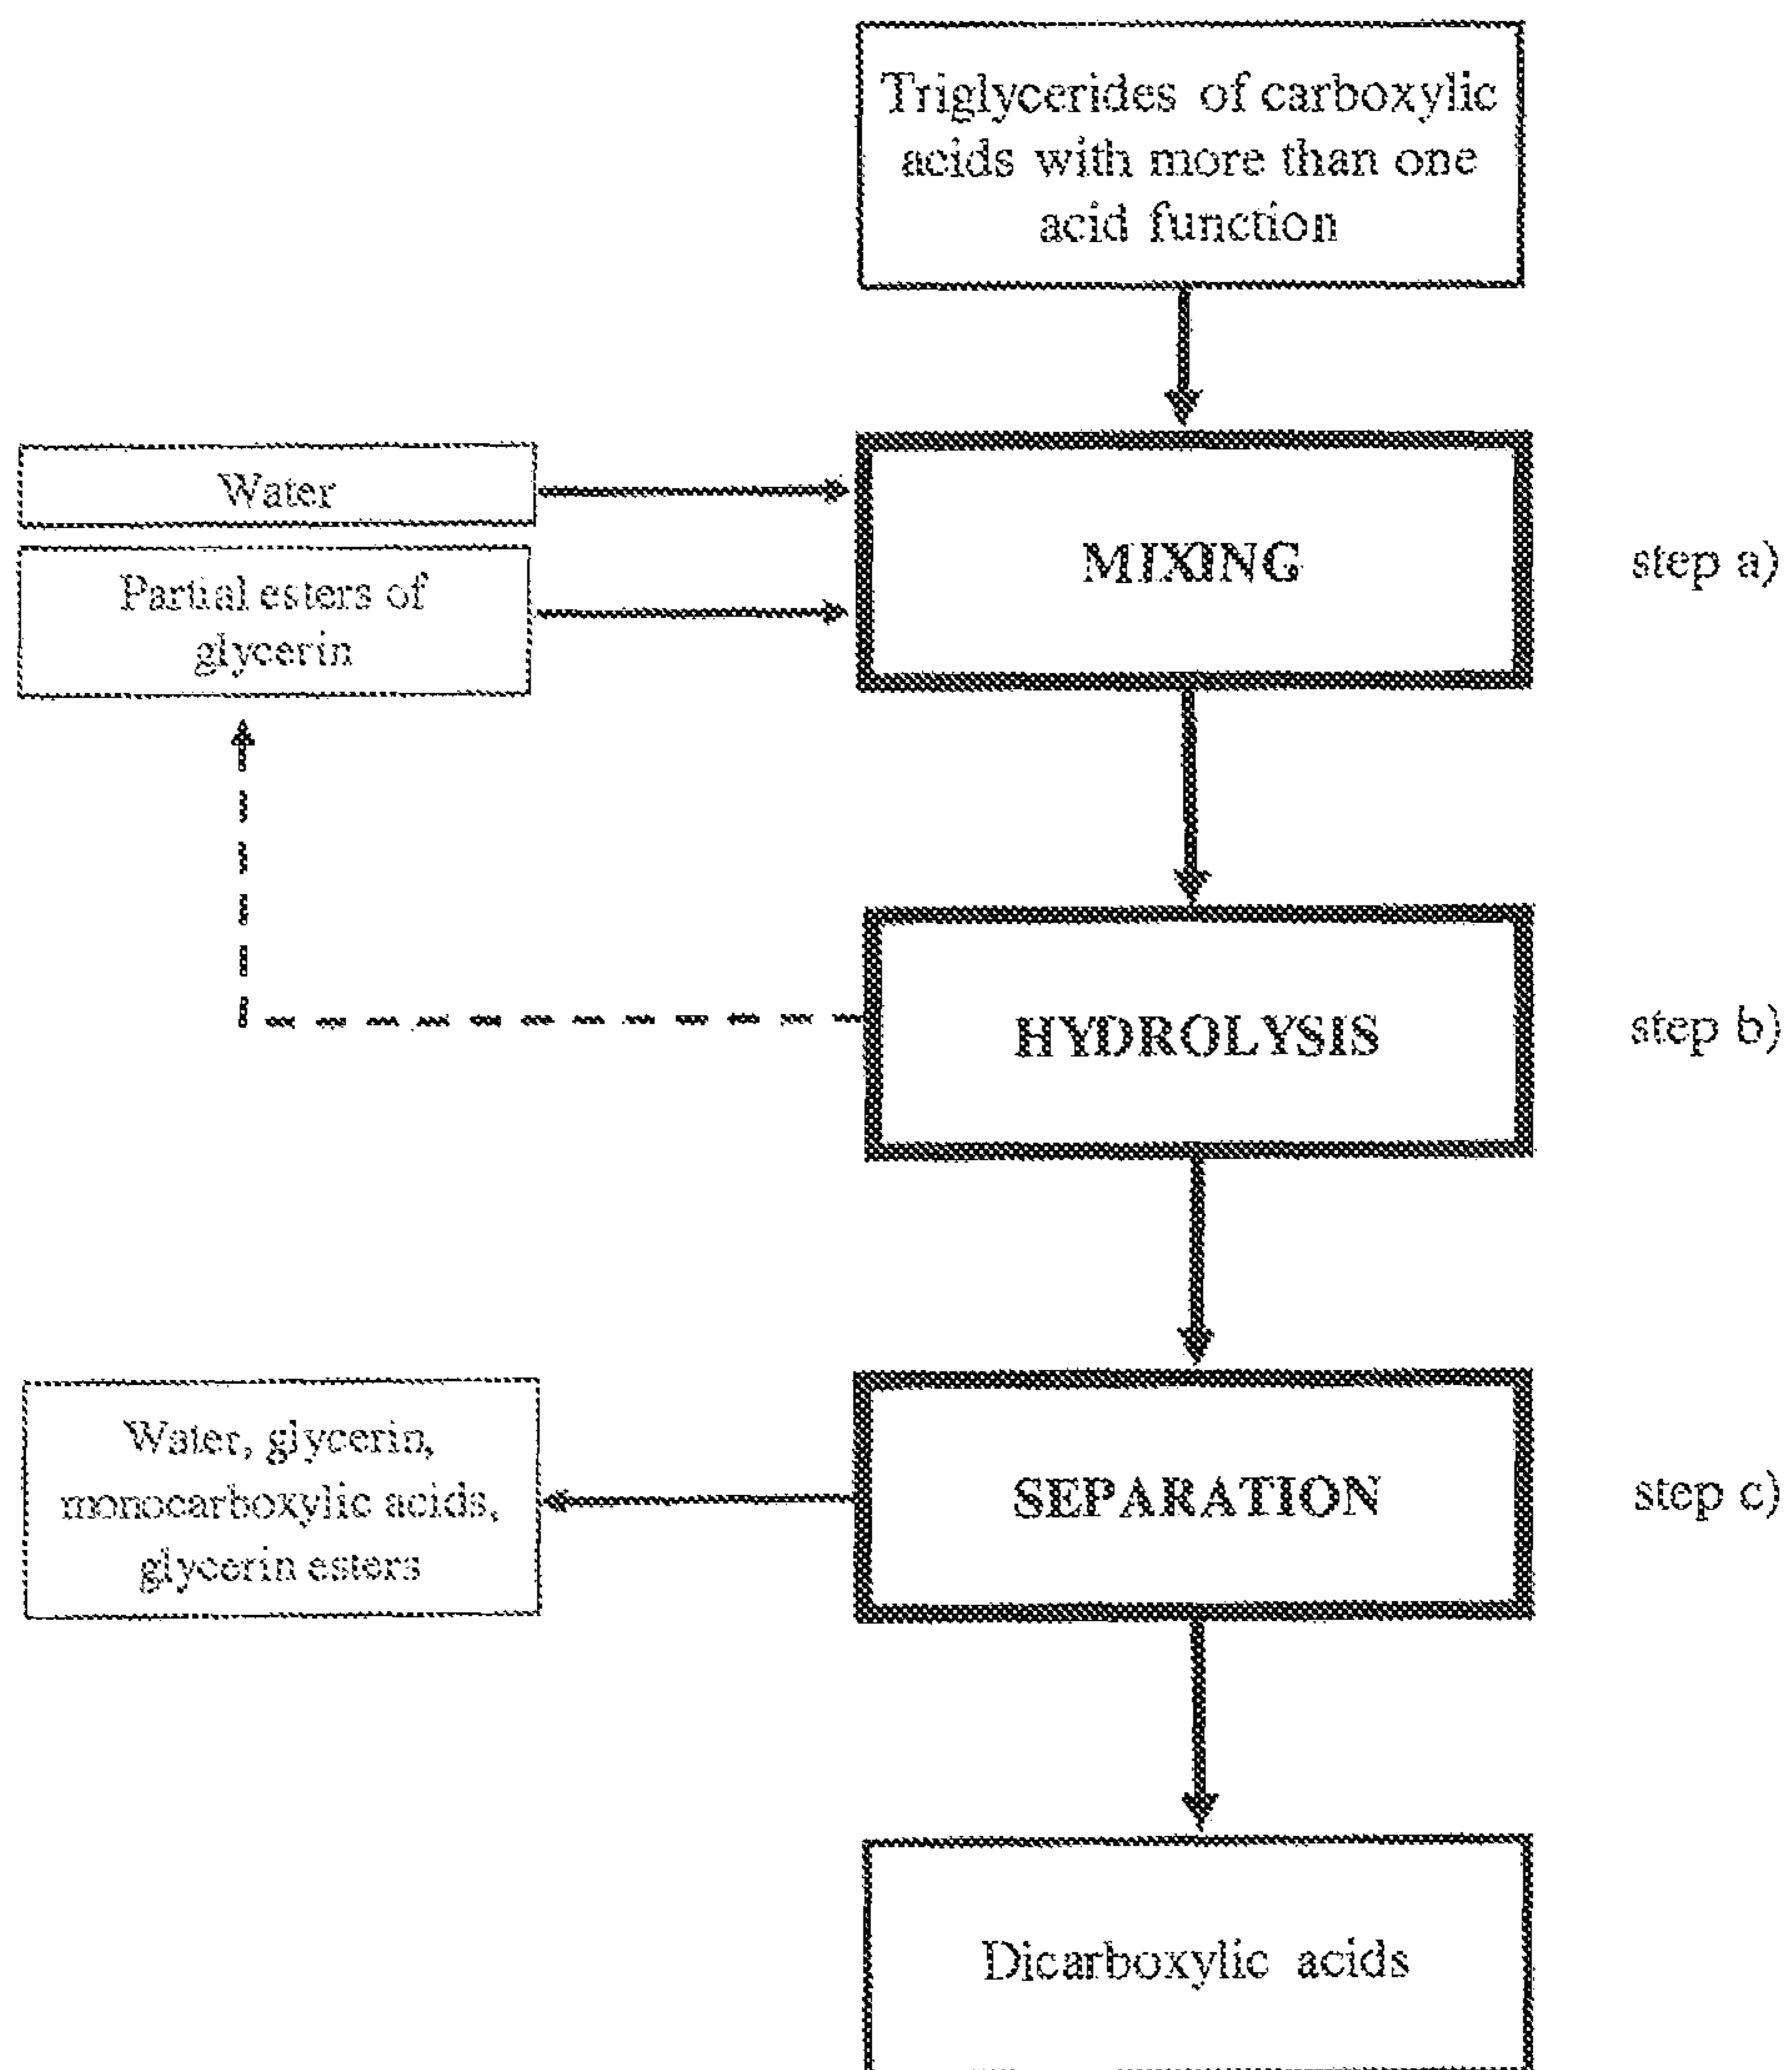 Triglycerides of carboxylic
acids with more than one
acid function
Water
Partial esters of
glycerin
MIXING
step a)
HYDROLYSIS
step b)
Water, glycerin,
monocarboxylic acids,
glycerin esters
SEPARATION
step c)
Dicarboxylic acids